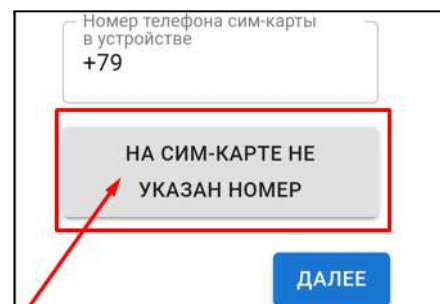 Номер телефона сим-карты
в устройстве
+79
НА СИМ-КАРТЕ НЕ
УКАЗАН НОМЕР
ДАЛЕЕ